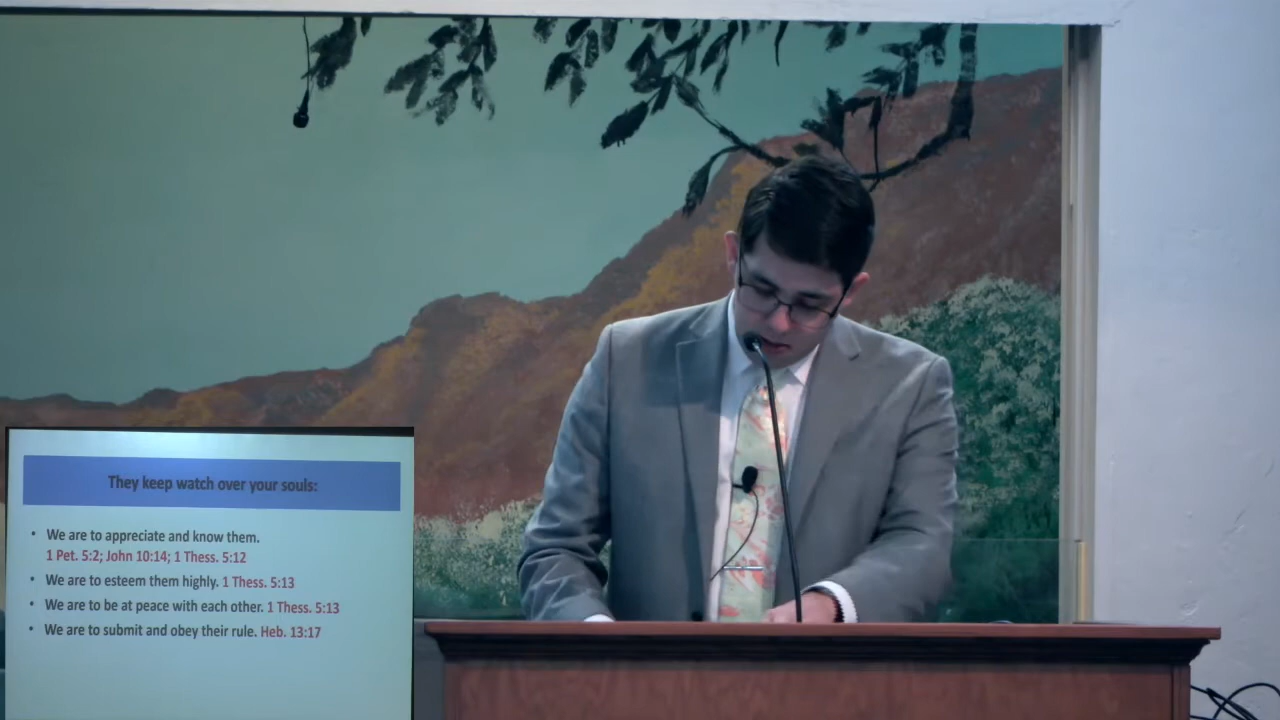 They keep watch over your souls:
• We are to appreciate and know them.
1 Pet. 5:2; John 10:14; 1 Thess. 5:12
• We are to esteem them highly. 1 Thess. 5:13
• We are to be at peace with each other. 1 Thess. 5:13
• We are to submit and obey their rule. Heb. 13:17